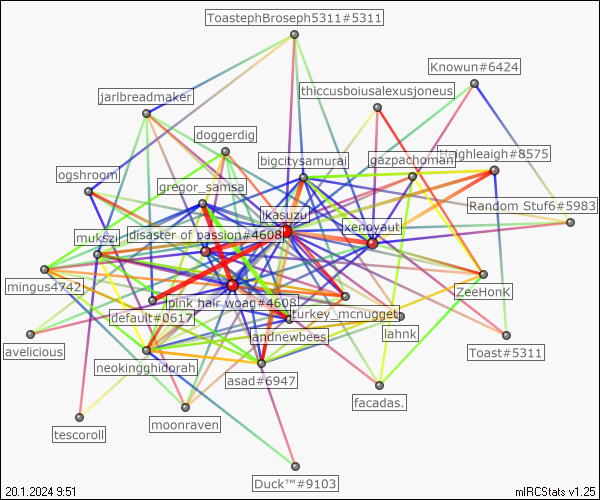 ToastephBroseph5311#5311
Knowun#6424
thiccusboiusalexusjoneus
jarlbreadmaker
doggerdig
bigcitysamurai
gazpachoman
Haighleaigh#8575
ogshroom
gregor_samsa
Random Stuf6#5983
ikasuzu
xenovaut
mukszi
disaster of passion#4608
mingus4742
pink hair woag#4608
ZeeHonK
default#0617
turkey_mcnugget
andnewbees
lahnk
avelicious
Toast#5311
neokingghidorah
asad#6947
facadas.
moonraven
tescoroll
Duck™#9103
20.1.2024 9:51
mIRCStats v1.25